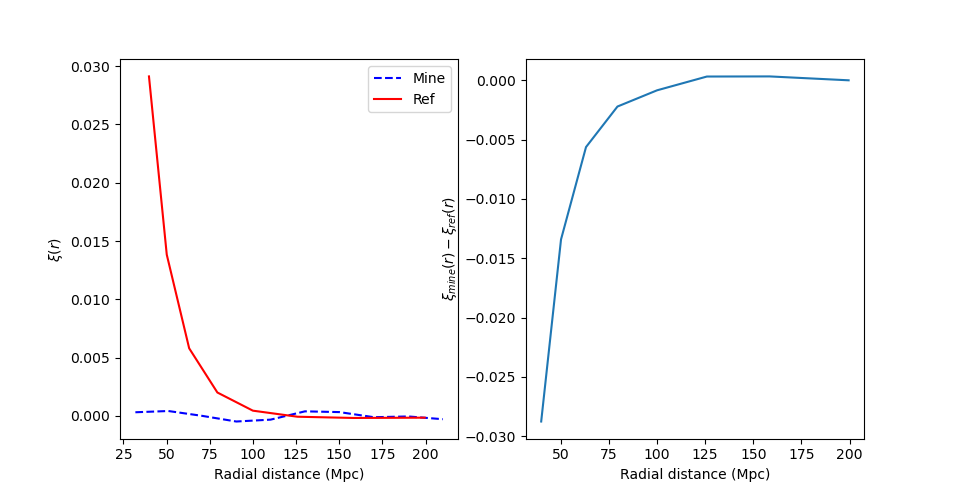 0.030
0.025
0.020
0.015
0.010
0.005
0.000
ξ(r)
25 50 75 100 125 150 175 200
Radial distance (Mpc)
Mine
Ref
0.000
−0.005
−0.010
−0.015
−0.020
−0.025
−0.030
ξmine(r) − ξref(r)
50 75 100 125 150 175 200
Radial distance (Mpc)